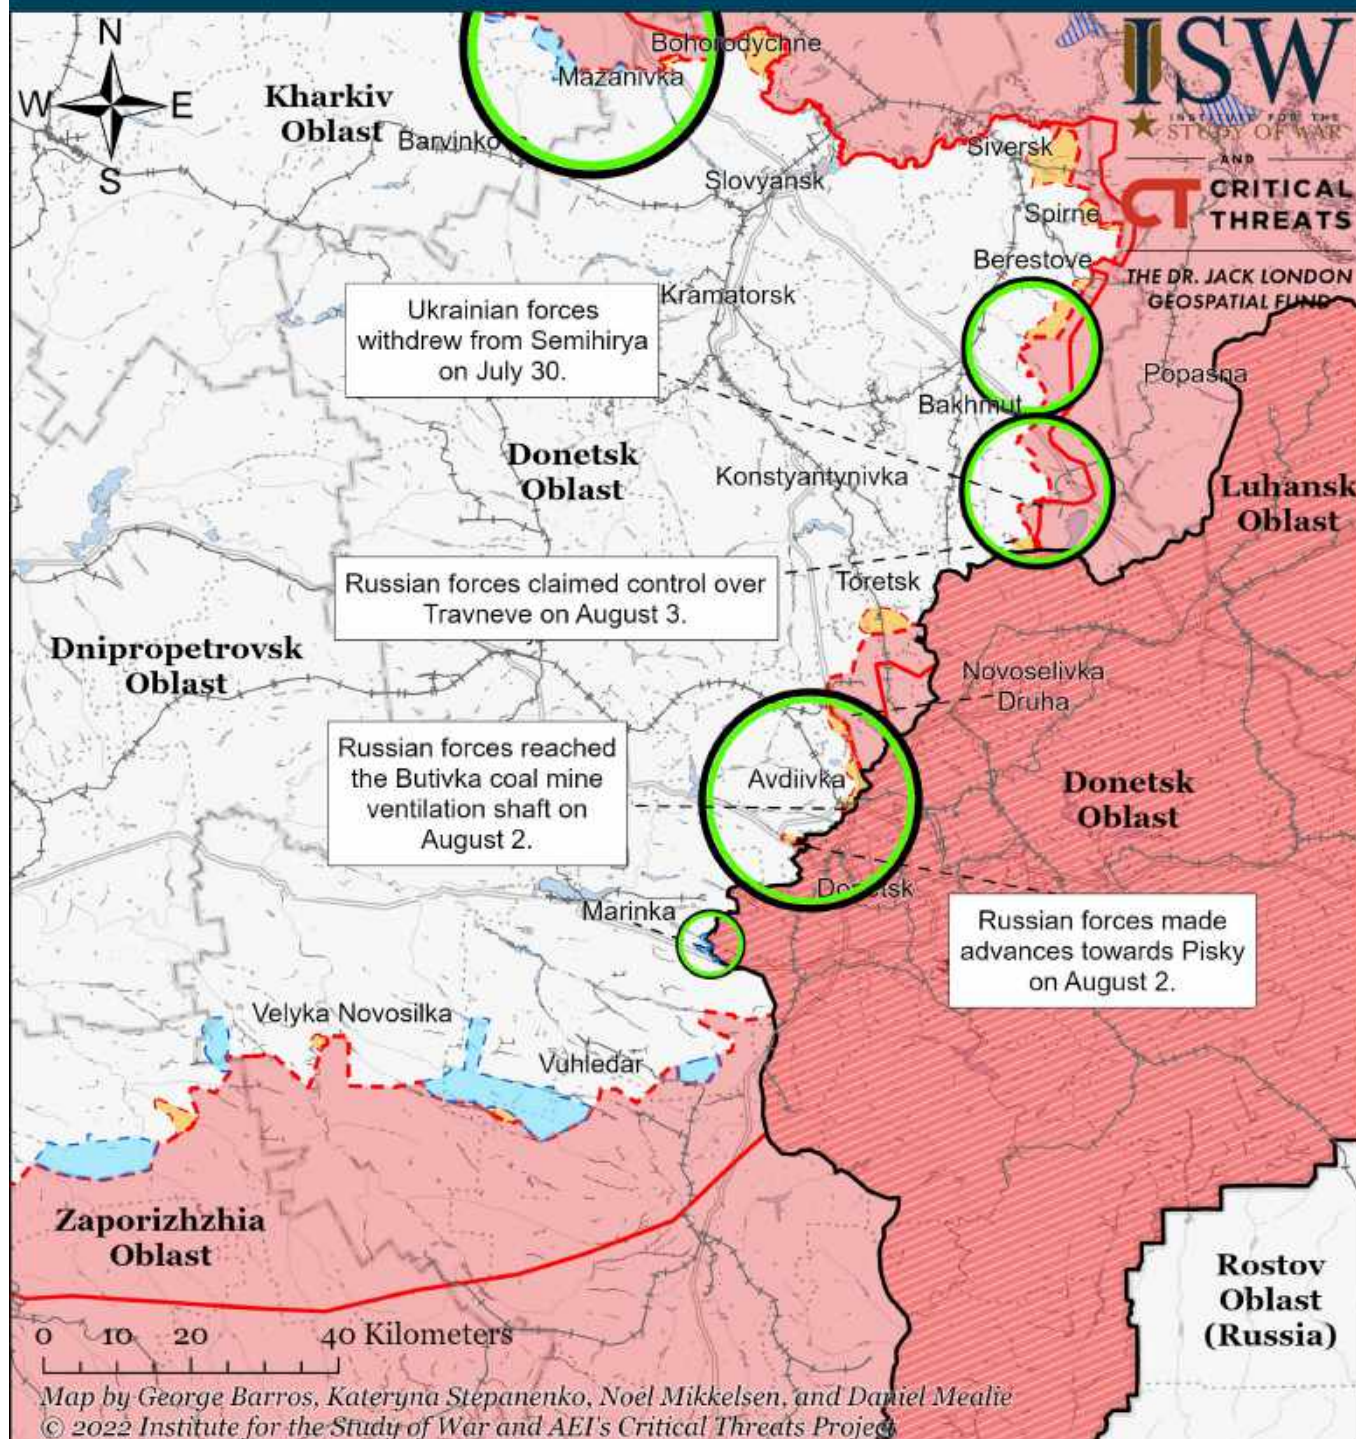 N
W
E
S
ISW
INSTITUTE FOR THE
STUDY OF WAR
AND
CT CRITICAL
THREATS
THE DR. JACK LONDON
GEOSPATIAL FUND
Bohorodychne
Mazanivka
Kharkiv
Oblast
Siversk
Slovyansk
Spirne
Berestove
Kramatorsk
Ukrainian forces
withdrew from Semihirya
on July 30.
Popasna
Bakhmut
Donetsk
Oblast
Konstyantynivka
Luhansk
Oblast
Russian forces claimed control over
Travneve on August 3.
Toretsk
Dnipropetrovsk
Oblast
Novoselivka
Druha
Russian forces reached
the Butivka coal mine
ventilation shaft on
August 2.
Avdiivka
Donetsk
Oblast
Donetsk
Marinka
Russian forces made
advances towards Pisky
on August 2.
Velyka Novosilka
Vuhledar
Zaporizhzhia
Oblast
Rostov
Oblast
(Russia)
0 10 20 40 Kilometers
Map by George Barros, Kateryna Stepanenko, Noel Mikkelsen, and Daniel Mealie
© 2022 Institute for the Study of War and AEI's Critical Threats Project